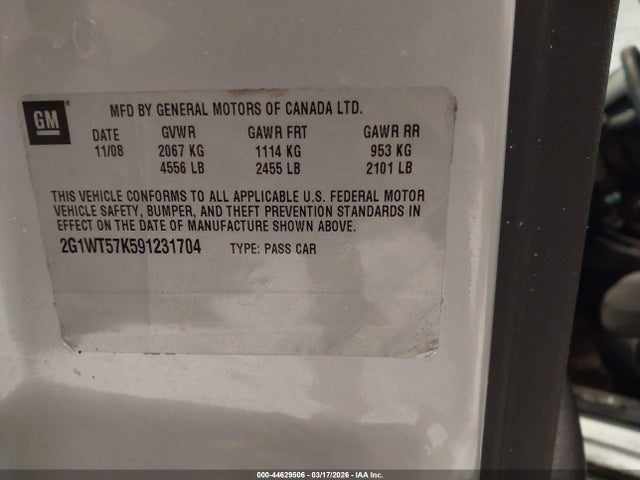 GM
MFD BY GENERAL MOTORS OF CANADA LTD.
DATE GVWR GAWR FRT GAWR RR
11/08 2067 KG 1114 KG 953 KG
4556 LB 2455 LB 2101 LB
THIS VEHICLE CONFORMS TO ALL APPLICABLE U.S. FEDERAL MOTOR
VEHICLE SAFETY, BUMPER, AND THEFT PREVENTION STANDARDS IN
EFFECT ON THE DATE OF MANUFACTURE SHOWN ABOVE.
2G1WT57K591231704 TYPE: PASS CAR
000-44629506 - 03/17/2026 - IAA Inc.